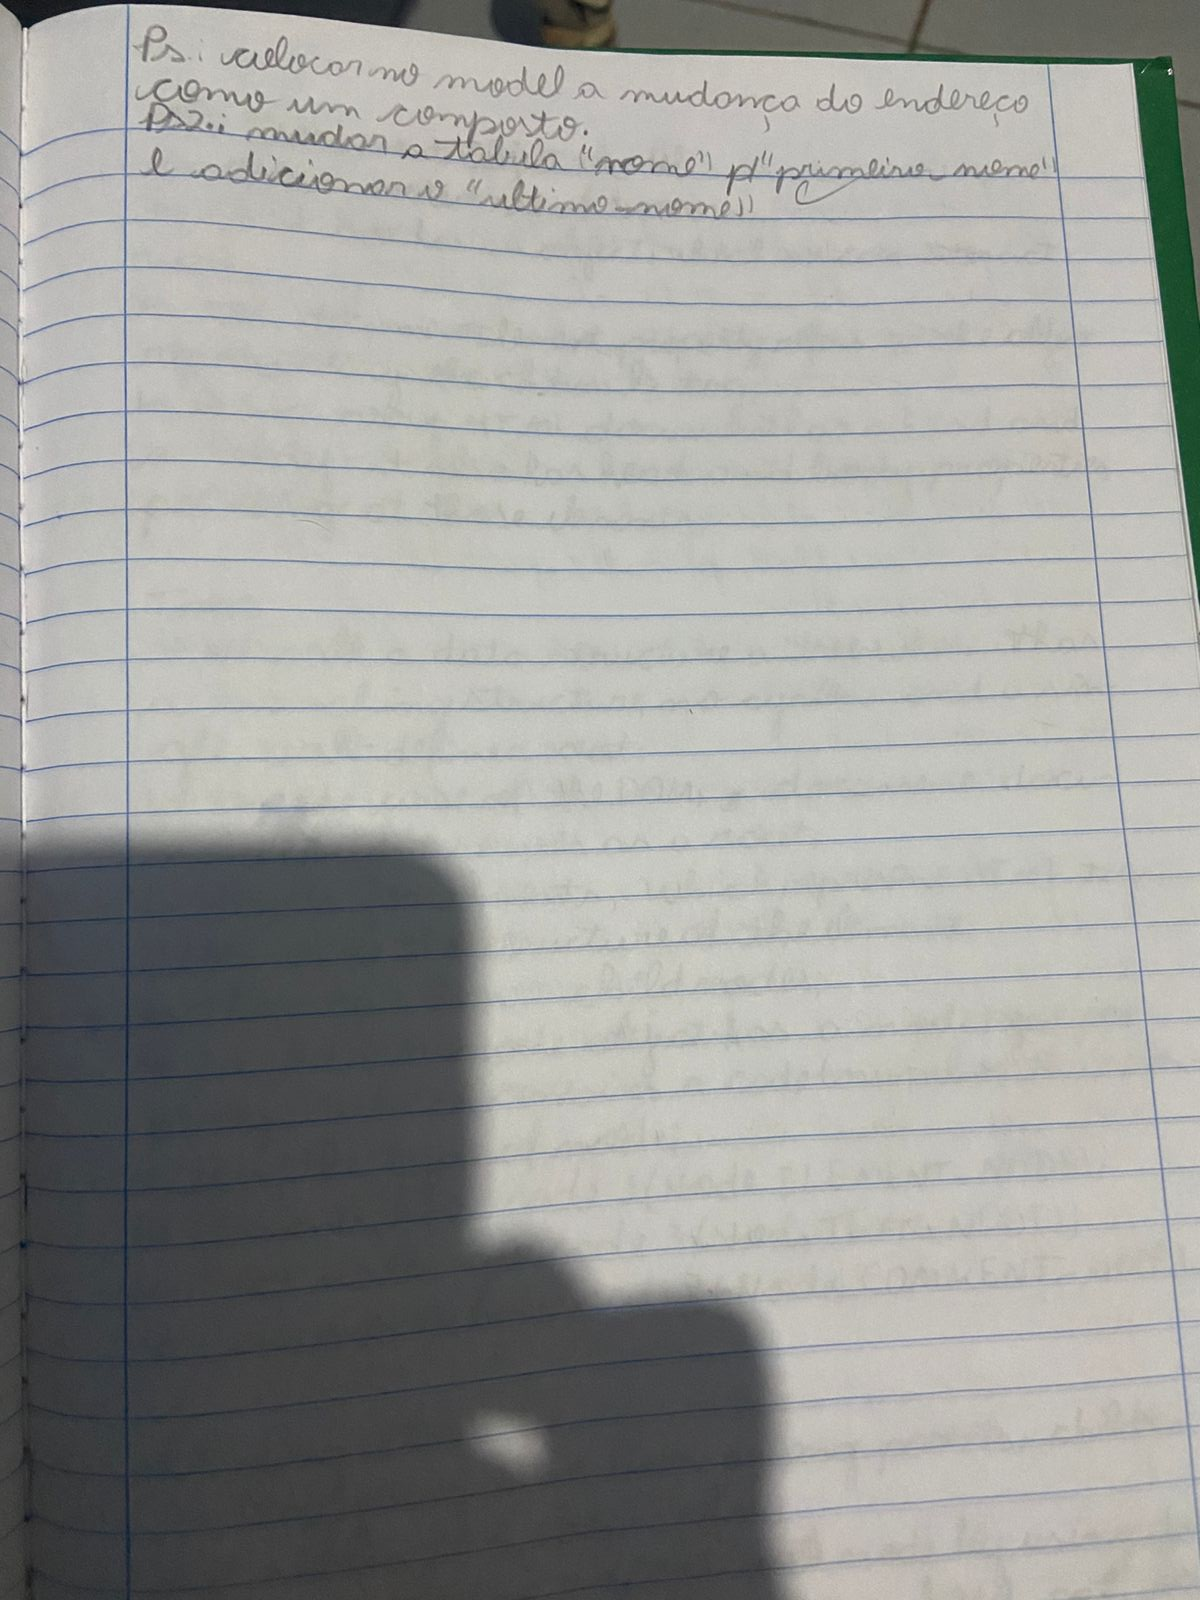 Ps.: colocar no model a mudança do endereço
como um composto.
Ps2.: mudar a tabela "nome" p/ "primeiro_nome"
e adicionar o "ultimo_nome"